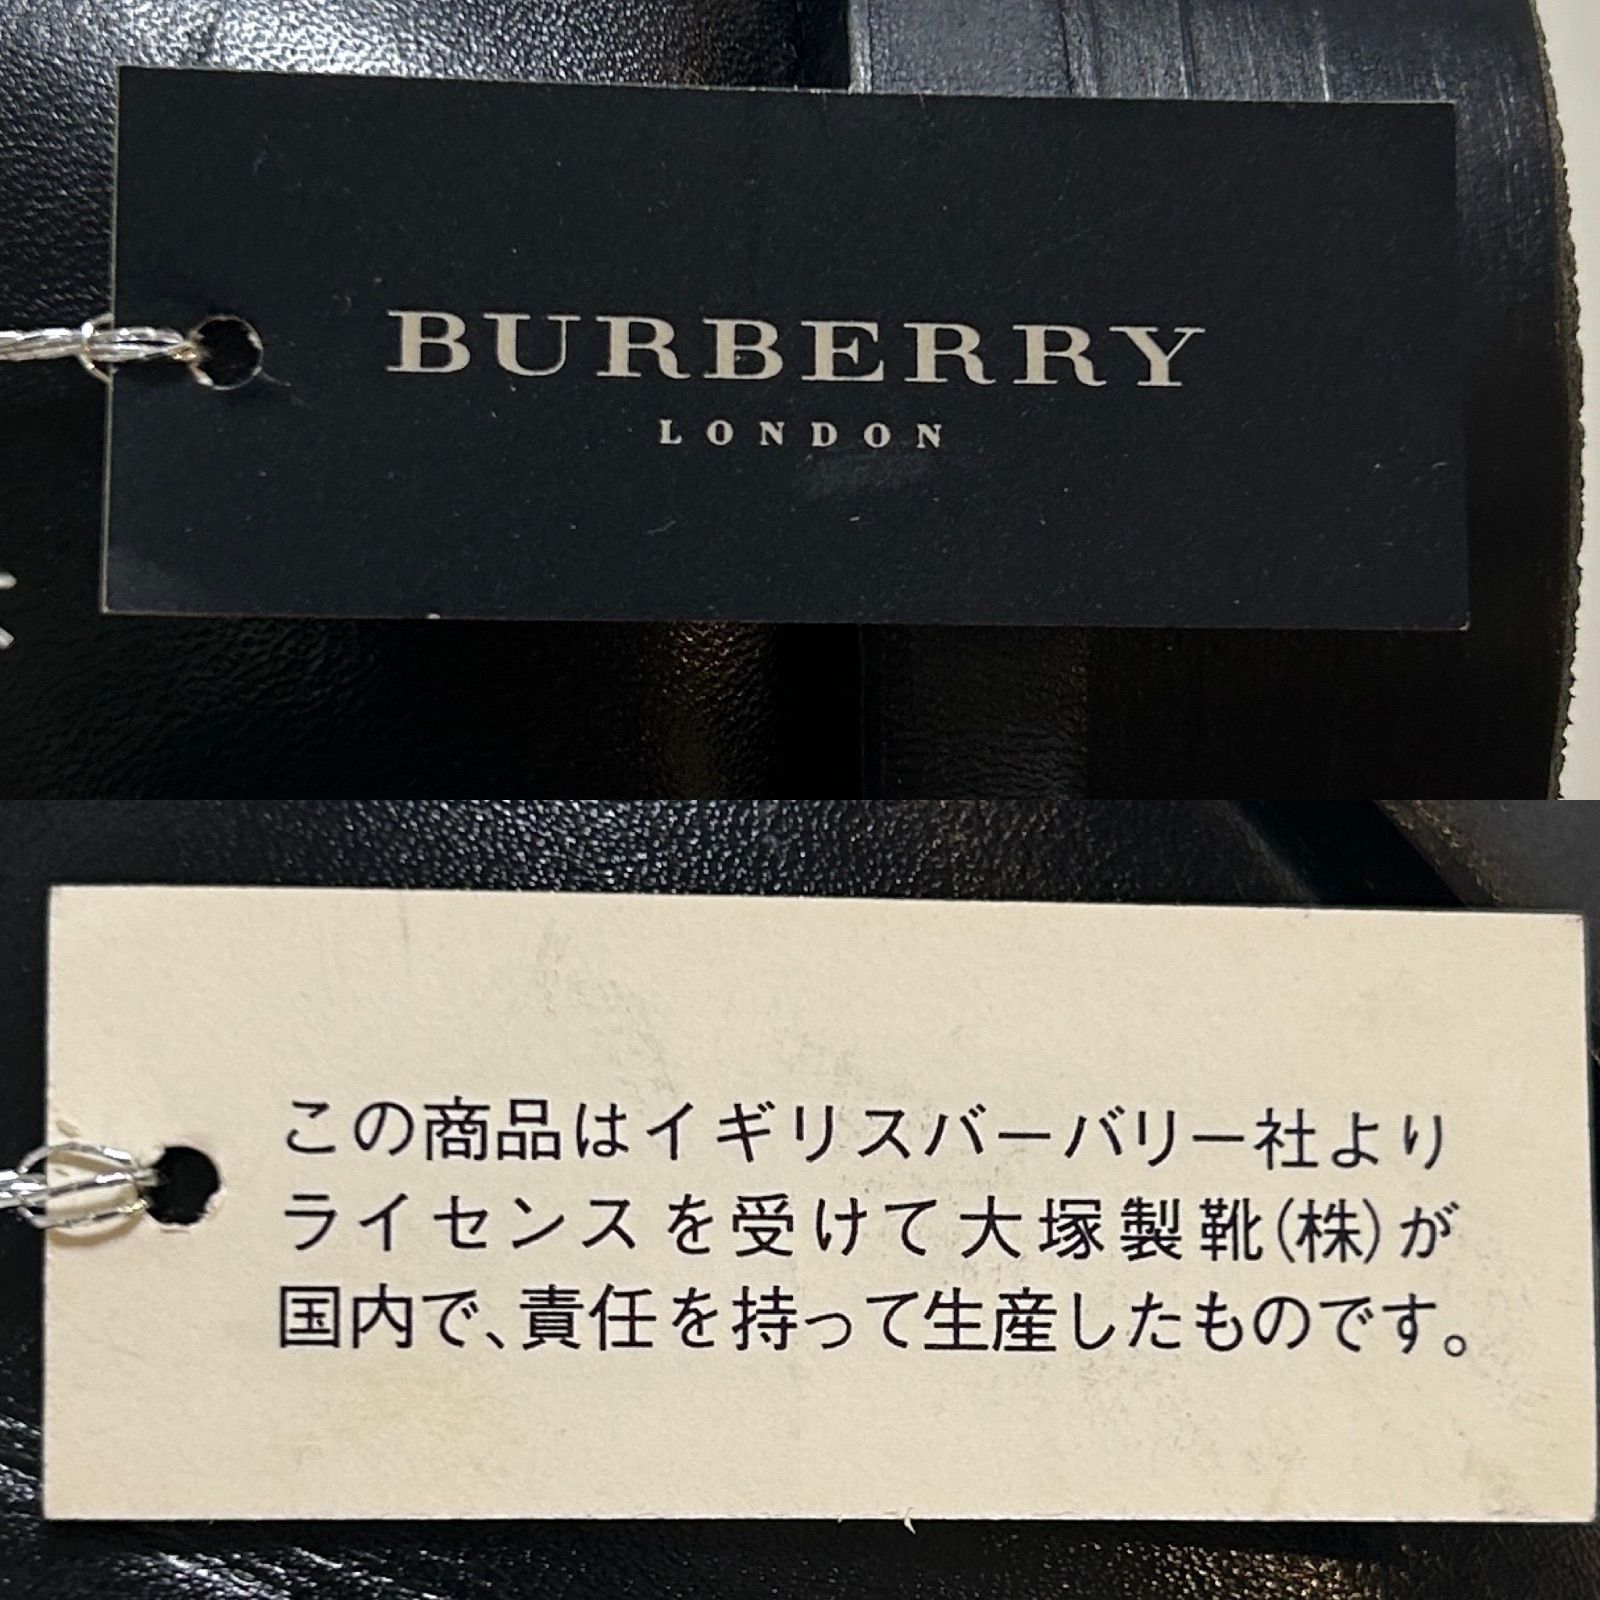 BURBERRY
LONDON
この商品はイギリスバーバリー社より
ライセンスを受けて大塚製靴(株)が
国内で、責任を持って生産したものです。